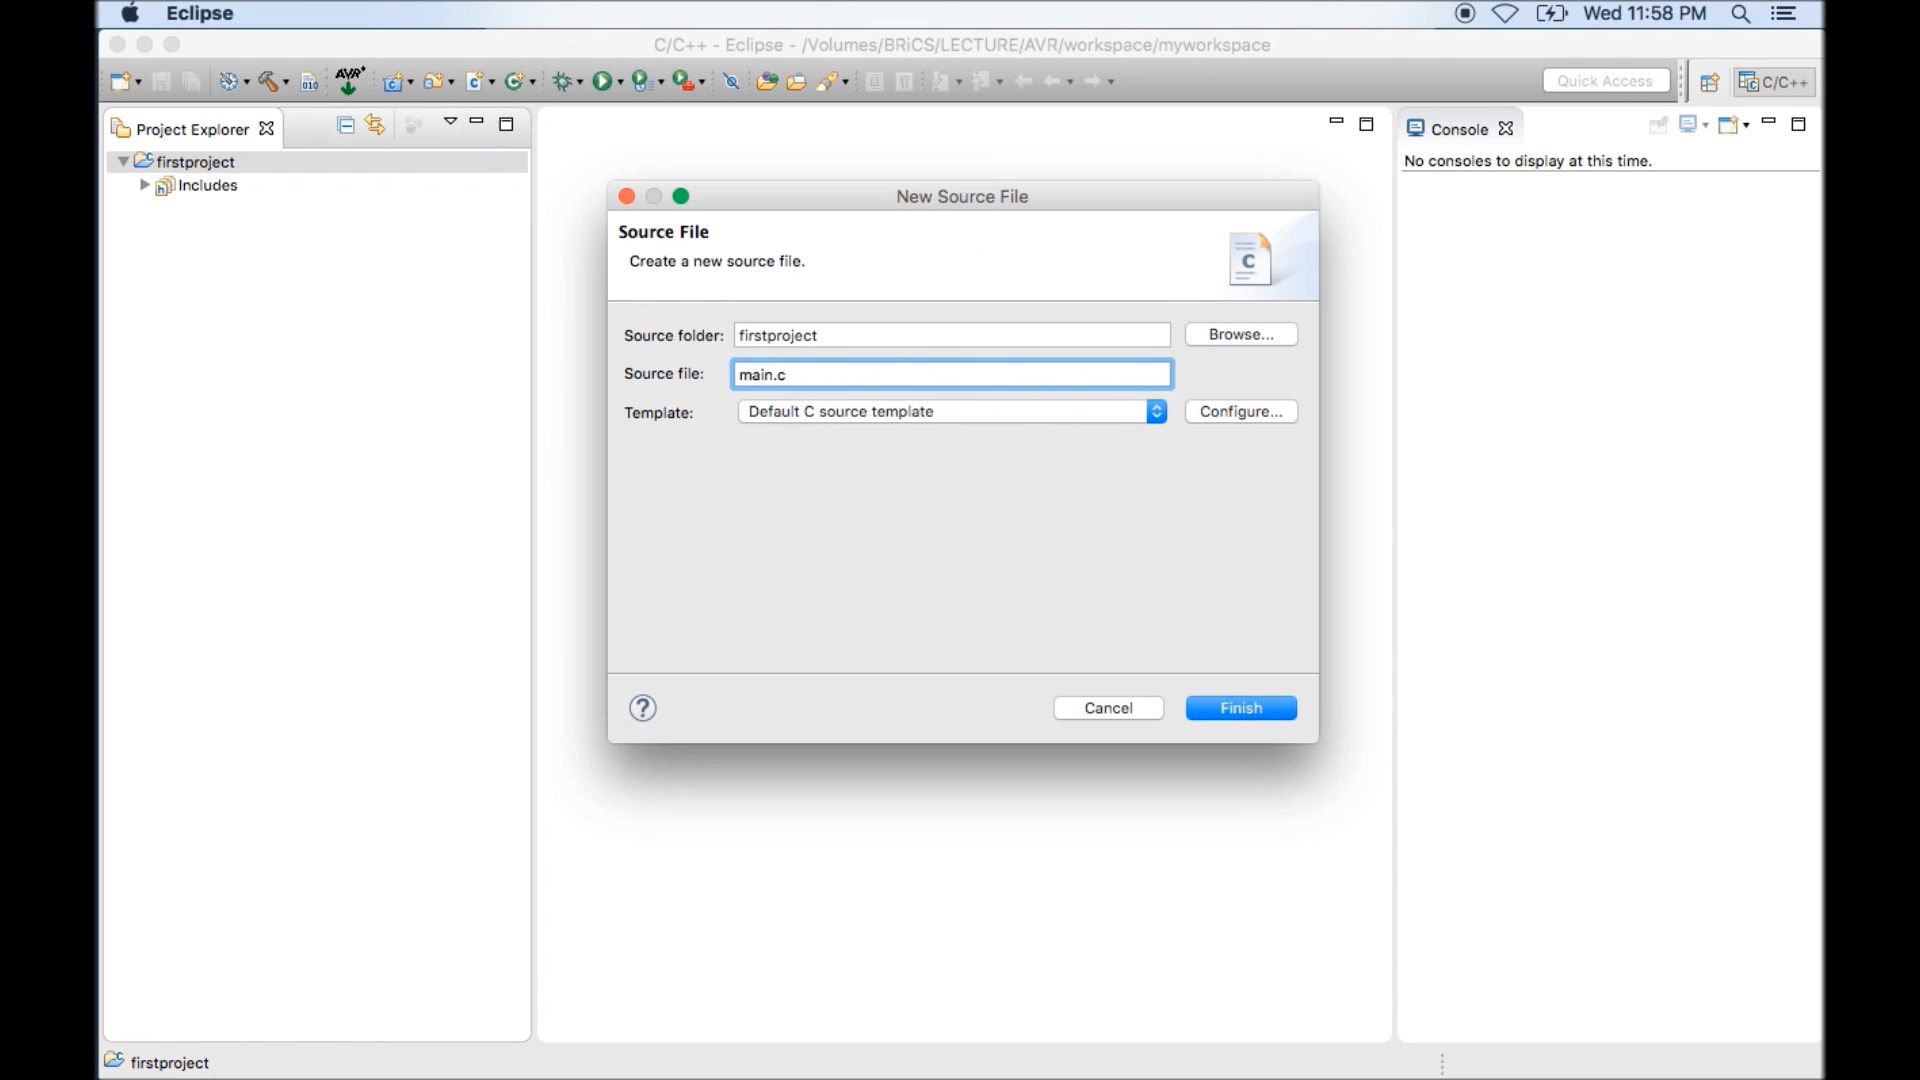 Eclipse
Wed 11:58 PM
C/C++ - Eclipse - /Volumes/BRiCS/LECTURE/AVR/workspace/myworkspace
AVR
Quick Access
C/C++
Project Explorer
firstproject
Includes
Console
No consoles to display at this time.
New Source File
Source File
Create a new source file.
C
Source folder: firstproject Browse...
Source file: main.c
Template: Default C source template Configure...
? Cancel Finish
firstproject